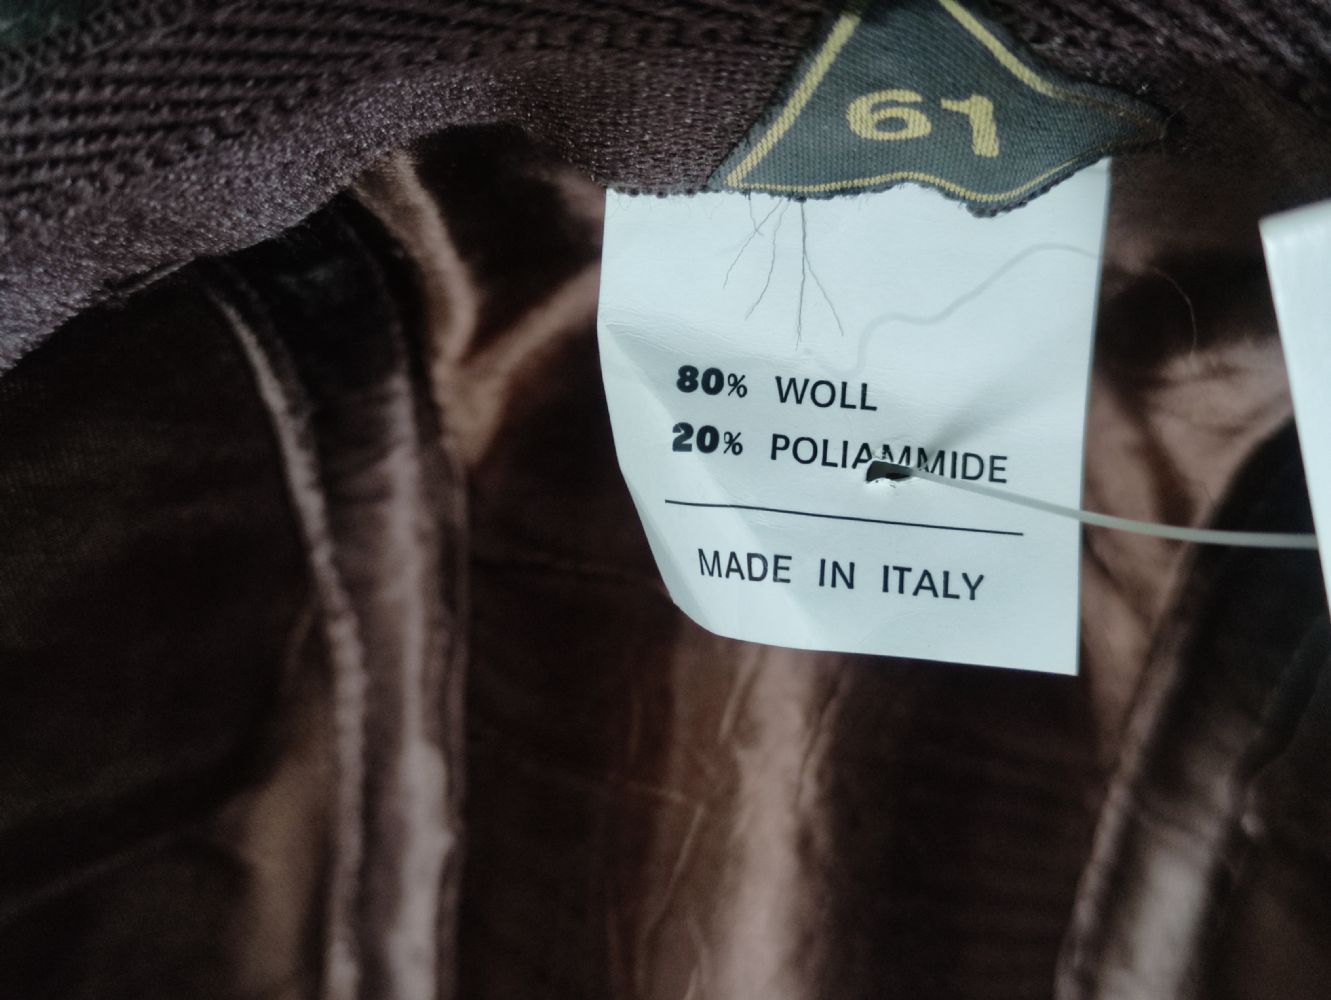 61
80% WOLL
20% POLIAMMIDE
MADE IN ITALY